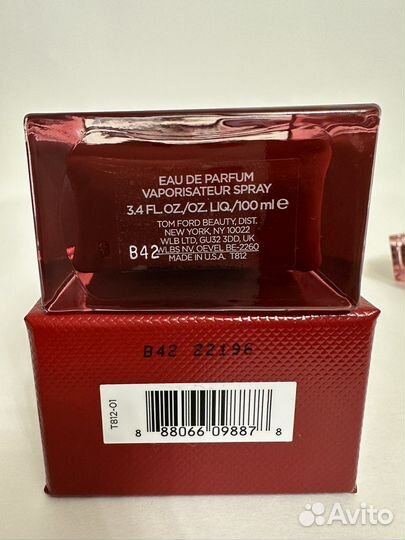 EAU DE PARFUM
VAPORISATEUR SPRAY
3.4 FL.OZ./OZ. LIQ./100 ml ℮
TOM FORD BEAUTY, DIST.
NEW YORK, NY 10022
WLB LTD, GU32 3DD, UK
B42 WLBS NV, OEVEL BE-2260
MADE IN U.S.A. T812
B42 22196
T812-01
8 88066 09887 8
Avito